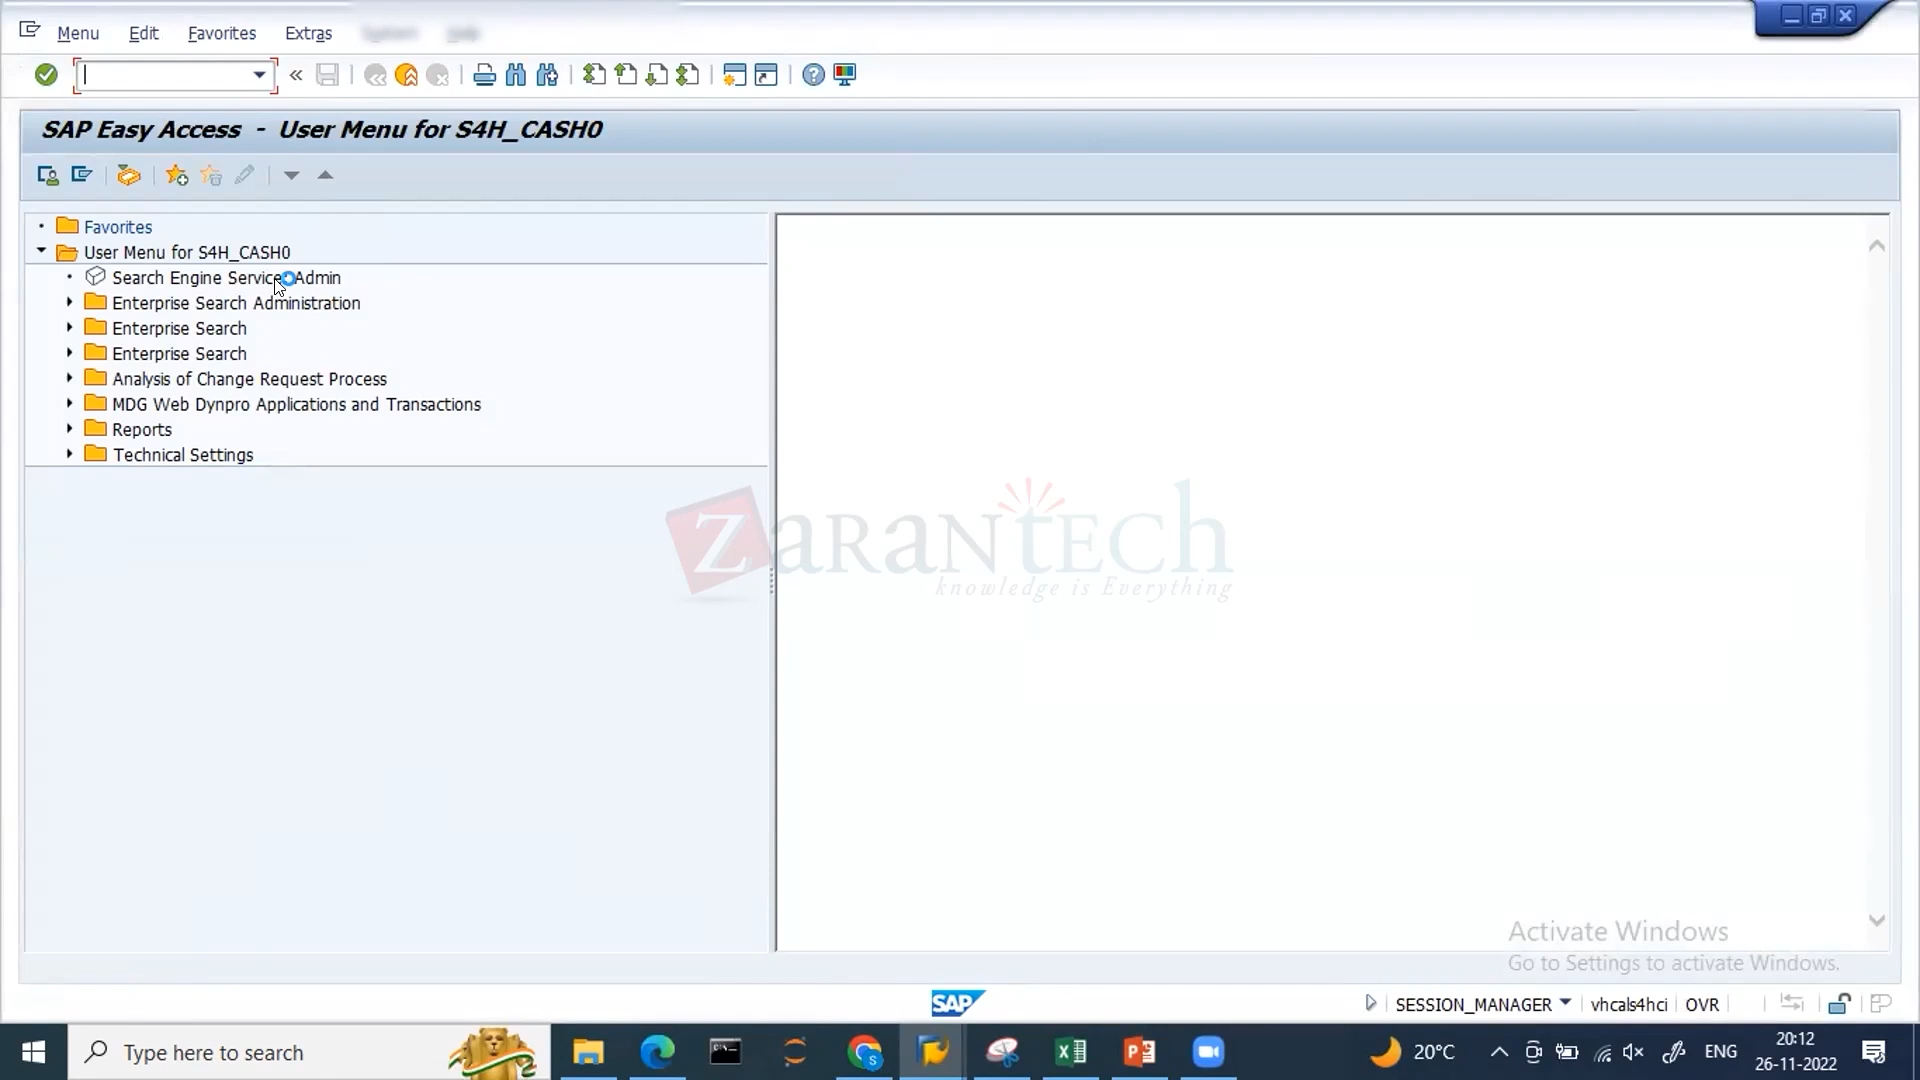 Menu Edit Favorites Extras
SAP Easy Access - User Menu for S4H_CASH0
Favorites
User Menu for S4H_CASH0
Search Engine Service Admin
Enterprise Search Administration
Enterprise Search
Enterprise Search
Analysis of Change Request Process
MDG Web Dynpro Applications and Transactions
Reports
Technical Settings
ZaranTech
knowledge is Everything
Activate Windows
Go to Settings to activate Windows.
SAP SESSION_MANAGER vhcals4hci OVR
Type here to search 20°C ENG 20:12
26-11-2022